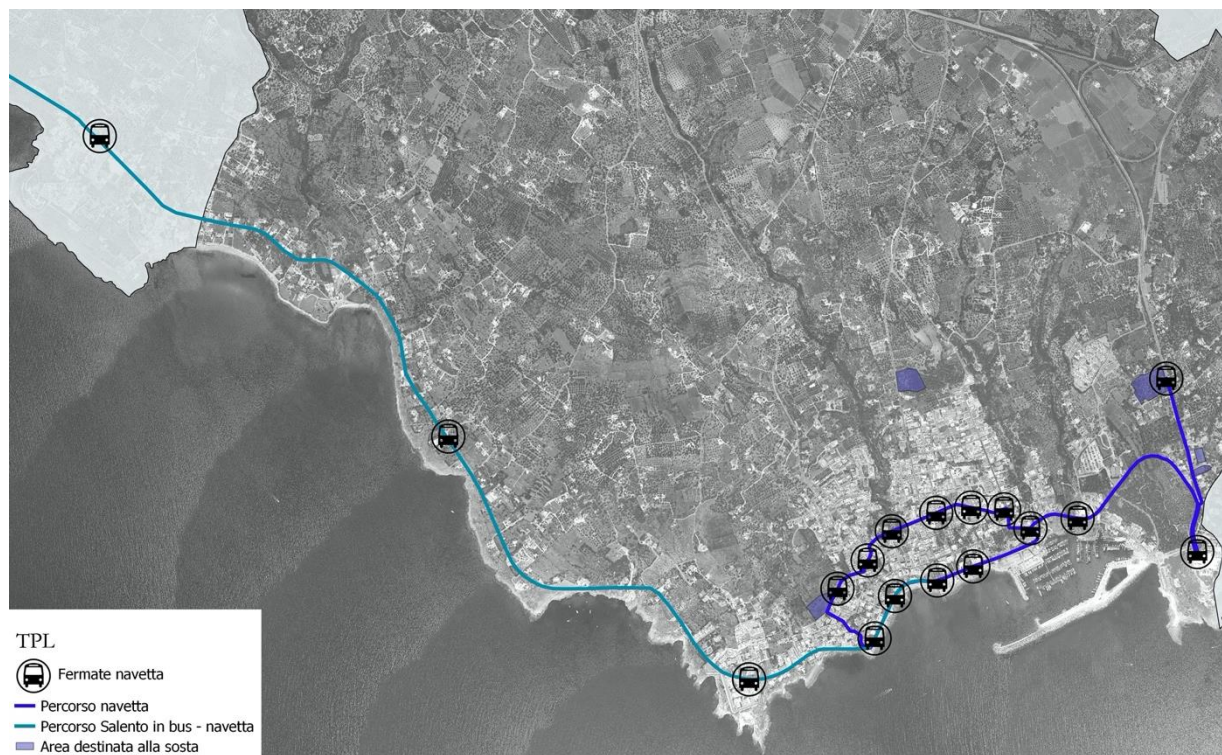 TPL
Fermate navetta
Percorso navetta
Percorso Salento in bus - navetta
Area destinata alla sosta